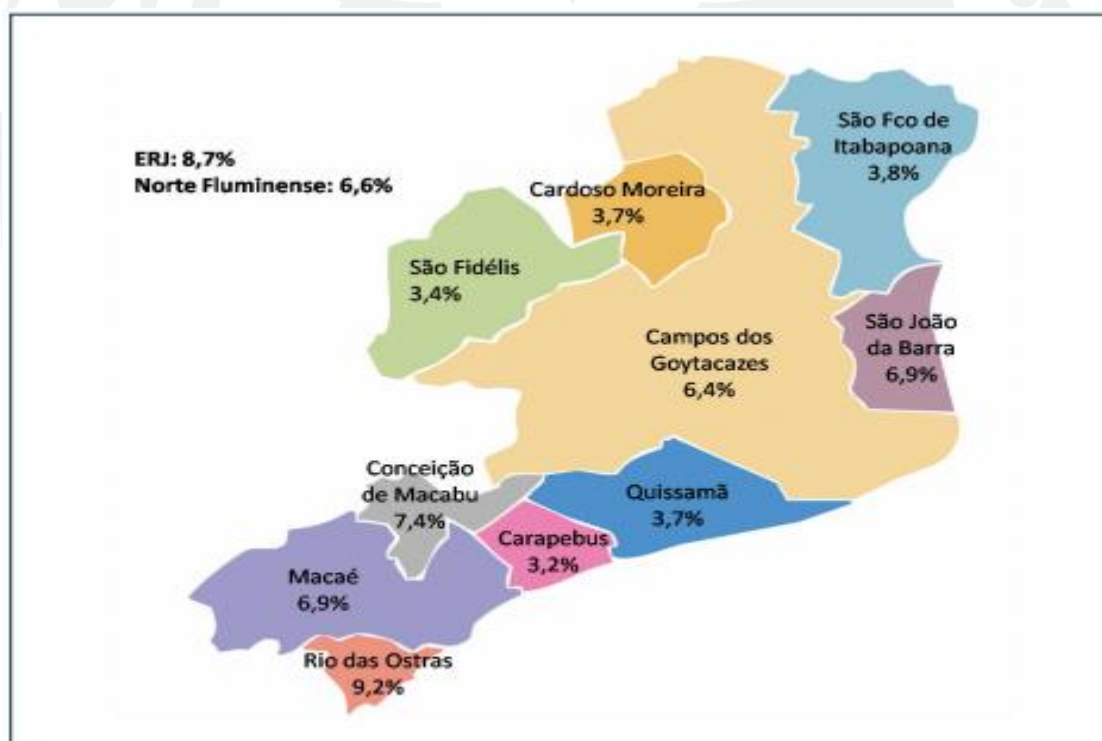 ERJ: 8,7%
Norte Fluminense: 6,6%
São Fco de
Itabapoana
3,8%
Cardoso Moreira
3,7%
São Fidélis
3,4%
São João
da Barra
6,9%
Campos dos
Goytacazes
6,4%
Conceição
de Macabu
7,4%
Quissamã
3,7%
Carapebus
3,2%
Macaé
6,9%
Rio das Ostras
9,2%